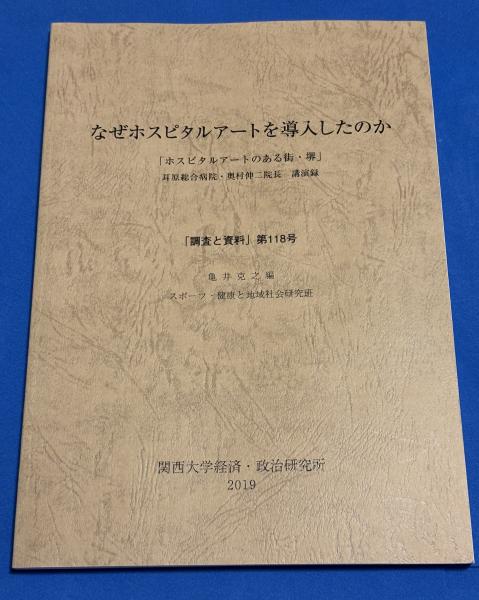 なぜホスピタルアートを導入したのか
「ホスピタルアートのある街・堺」
耳原総合病院・奥村伸二院長 講演録
「調査と資料」第118号
亀井克之編
スポーツ・健康と地域社会研究班
関西大学経済・政治研究所
2019